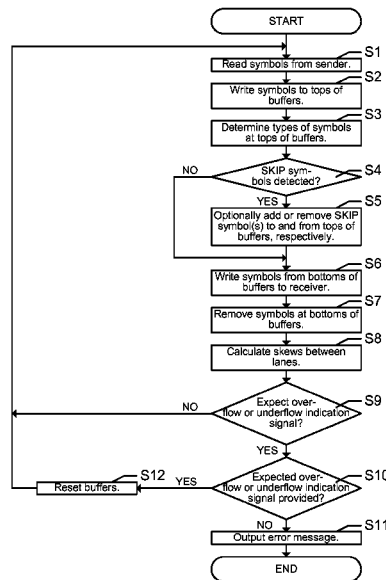 START
S1
Read symbols from sender.
S2
Write symbols to tops of
buffers.
S3
Determine types of symbols
at tops of buffers.
NO
SKIP sym-
bols detected?
S4
YES
S5
Optionally add or remove SKIP
symbol(s) to and from tops of
buffers, respectively.
S6
Write symbols from bottoms of
buffers to receiver.
S7
Remove symbols at bottoms of
buffers.
S8
Calculate skews between
lanes.
NO
Expect over-
flow or underflow indication
signal?
S9
YES
S12
Reset buffers.
YES
Expected over-
flow or underflow indication
signal provided?
S10
NO
S11
Output error message.
END